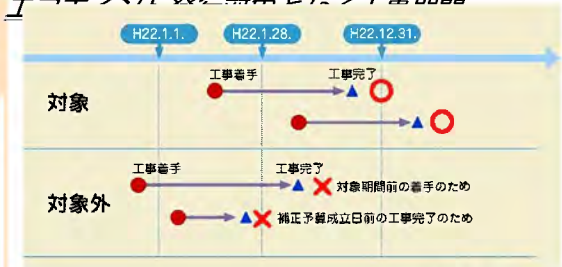 H22.1.1. H22.1.28. H22.12.31.
工事着手 工事完了
対象
工事着手 工事完了
対象期間前の着手のため
対象外
補正予算成立日前の工事完了のため